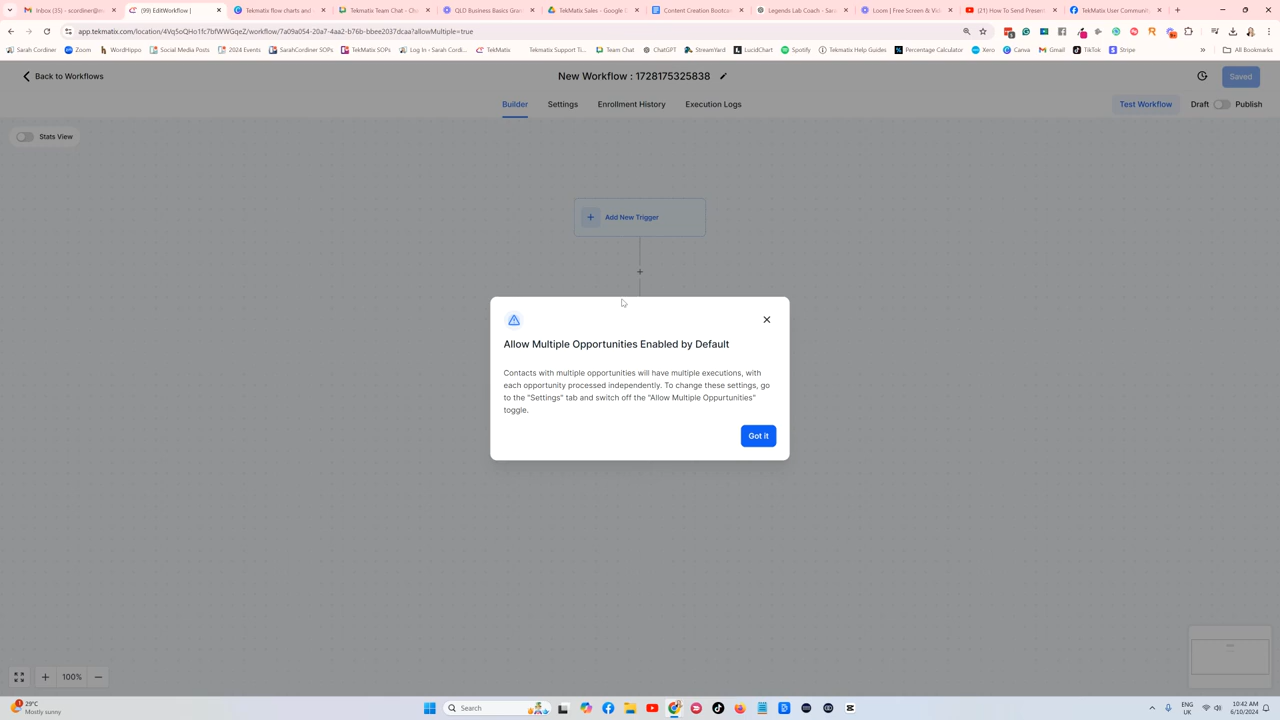 Inbox (35) - scordiner@m
(99) EditWorkflow |
Tekmatix flow charts and
Tekmatix Team Chat - Ch
QLD Business Basics Gra
TekMatix Sales - Google
Content Creation Bootc
Legends Lab Coach - Sar
Loom | Free Screen & Vi
(21) How To Send Present
TekMatix User Communi
app.tekmatix.com/location/4Vq5oQHo1fc7bfWWGqeZ/workflow/7a09a054-20a7-4aa2-b76b-bbee2037dcaa?allowMultiple=true
Sarah Cordiner
Zoom
WordHippo
Social Media Posts
2024 Events
SarahCordiner SOPs
TekMatix SOPs
Log In ‹ Sarah Cordi...
TekMatix
Tekmatix Support Ti...
Team Chat
ChatGPT
StreamYard
LucidChart
Spotify
Tekmatix Help Guides
Percentage Calculator
Xero
Canva
Gmail
TikTok
Stripe
All Bookmarks
Back to Workflows
New Workflow : 1728175325838
Saved
Builder
Settings
Enrollment History
Execution Logs
Test Workflow
Draft
Publish
Stats View
Add New Trigger
Allow Multiple Opportunities Enabled by Default
Contacts with multiple opportunities will have multiple executions, with
each opportunity processed independently. To change these settings, go
to the "Settings" tab and switch off the "Allow Multiple Oppurtunities"
toggle.
Got it
100%
29°C
Mostly sunny
Search
ENG
UK
10:42 AM
6/10/2024